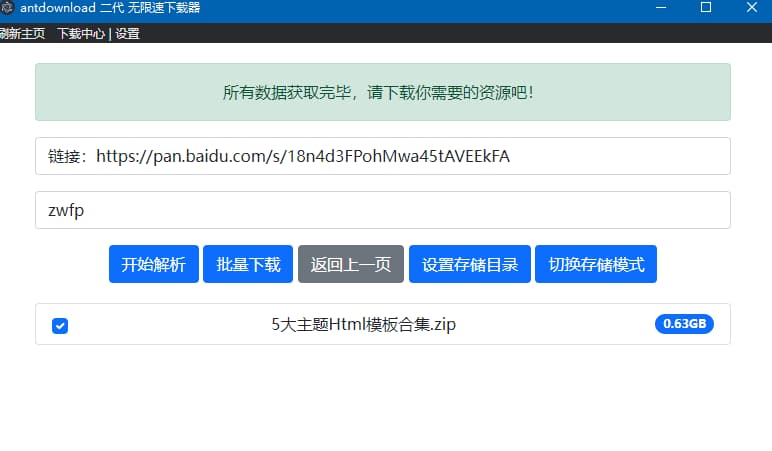 antdownload 二代 无限速下载器
刷新主页 下载中心 | 设置
所有数据获取完毕，请下载你需要的资源吧！
链接：https://pan.baidu.com/s/18n4d3FPohMwa45tAVEEkFA
zwfp
开始解析 批量下载 返回上一页 设置存储目录 切换存储模式
5大主题Html模板合集.zip 0.63GB